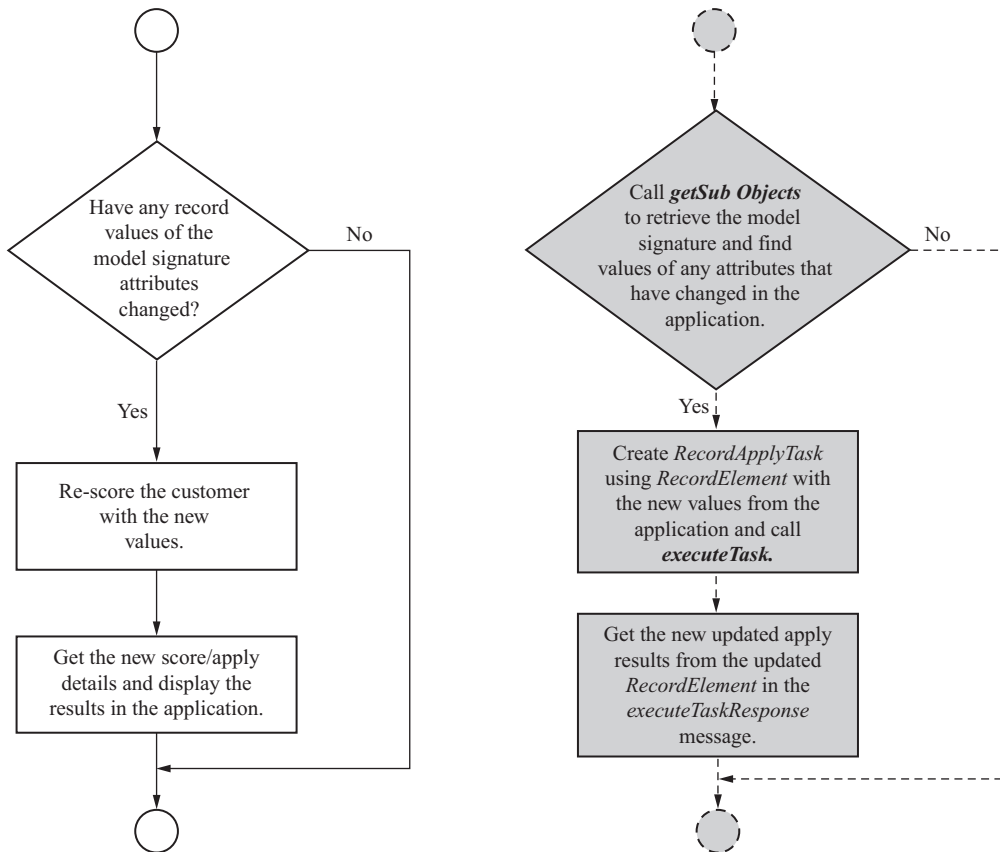 Have any record
values of the
model signature
attributes
changed?
No
Yes
Re-score the customer
with the new
values.
Get the new score/apply
details and display the
results in the application.
Call getSub Objects
to retrieve the model
signature and find
values of any attributes that
have changed in the
application.
No
Yes
Create RecordApplyTask
using RecordElement with
the new values from the
application and call
executeTask.
Get the new updated apply
results from the updated
RecordElement in the
executeTaskResponse
message.